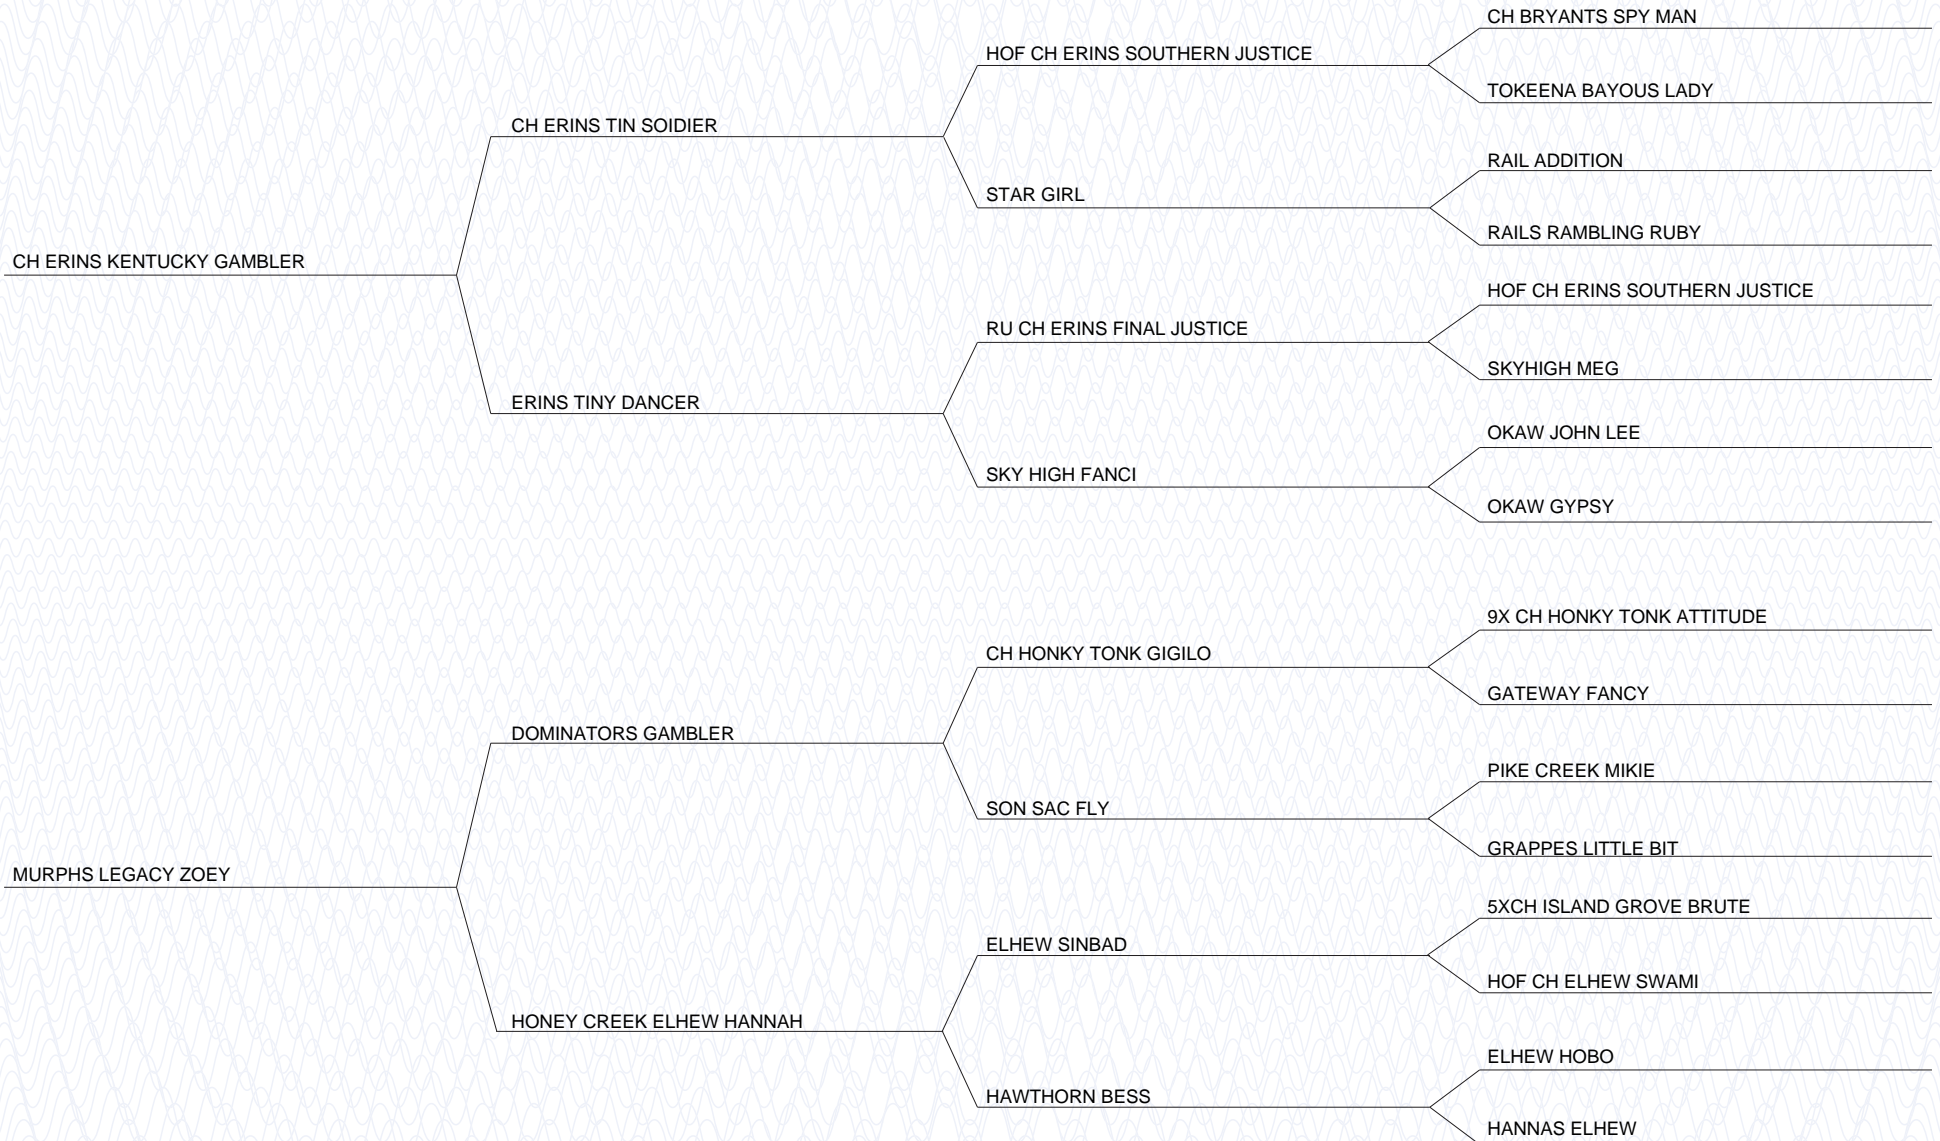 CH BRYANTS SPY MAN
HOF CH ERINS SOUTHERN JUSTICE
TOKEENA BAYOUS LADY
CH ERINS TIN SOIDIER
RAIL ADDITION
STAR GIRL
RAILS RAMBLING RUBY
CH ERINS KENTUCKY GAMBLER
HOF CH ERINS SOUTHERN JUSTICE
RU CH ERINS FINAL JUSTICE
SKYHIGH MEG
ERINS TINY DANCER
OKAW JOHN LEE
SKY HIGH FANCI
OKAW GYPSY
9X CH HONKY TONK ATTITUDE
CH HONKY TONK GIGILO
GATEWAY FANCY
DOMINATORS GAMBLER
PIKE CREEK MIKIE
SON SAC FLY
GRAPPES LITTLE BIT
MURPHS LEGACY ZOEY
5XCH ISLAND GROVE BRUTE
ELHEW SINBAD
HOF CH ELHEW SWAMI
HONEY CREEK ELHEW HANNAH
ELHEW HOBO
HAWTHORN BESS
HANNAS ELHEW